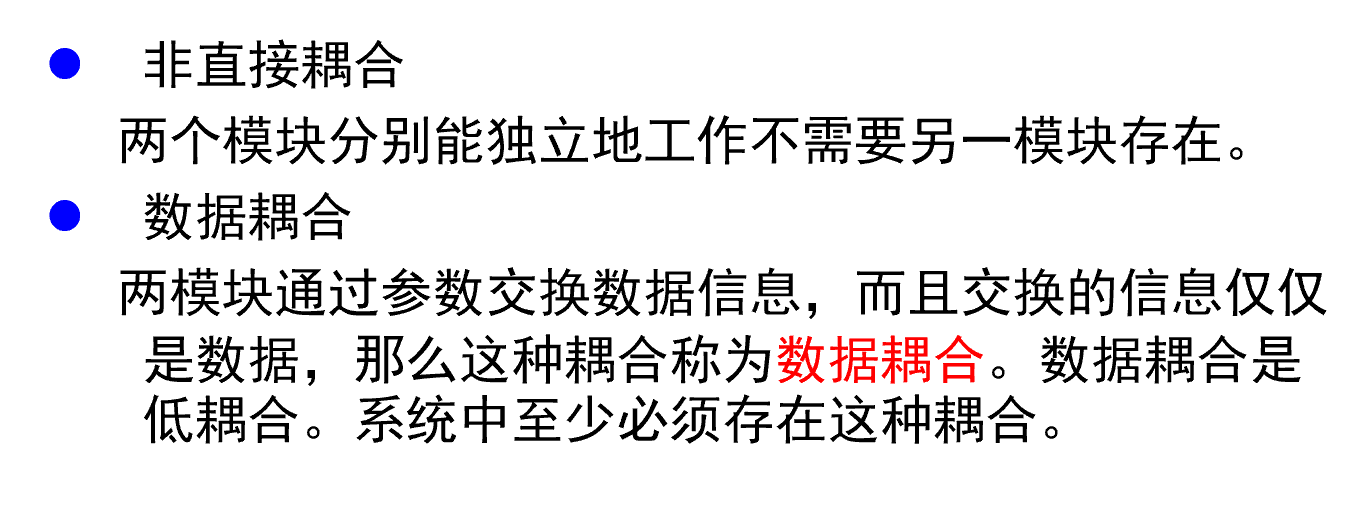 ● 非直接耦合
两个模块分别能独立地工作不需要另一模块存在。
● 数据耦合
两模块通过参数交换数据信息，而且交换的信息仅仅
是数据，那么这种耦合称为数据耦合。数据耦合是
低耦合。系统中至少必须存在这种耦合。